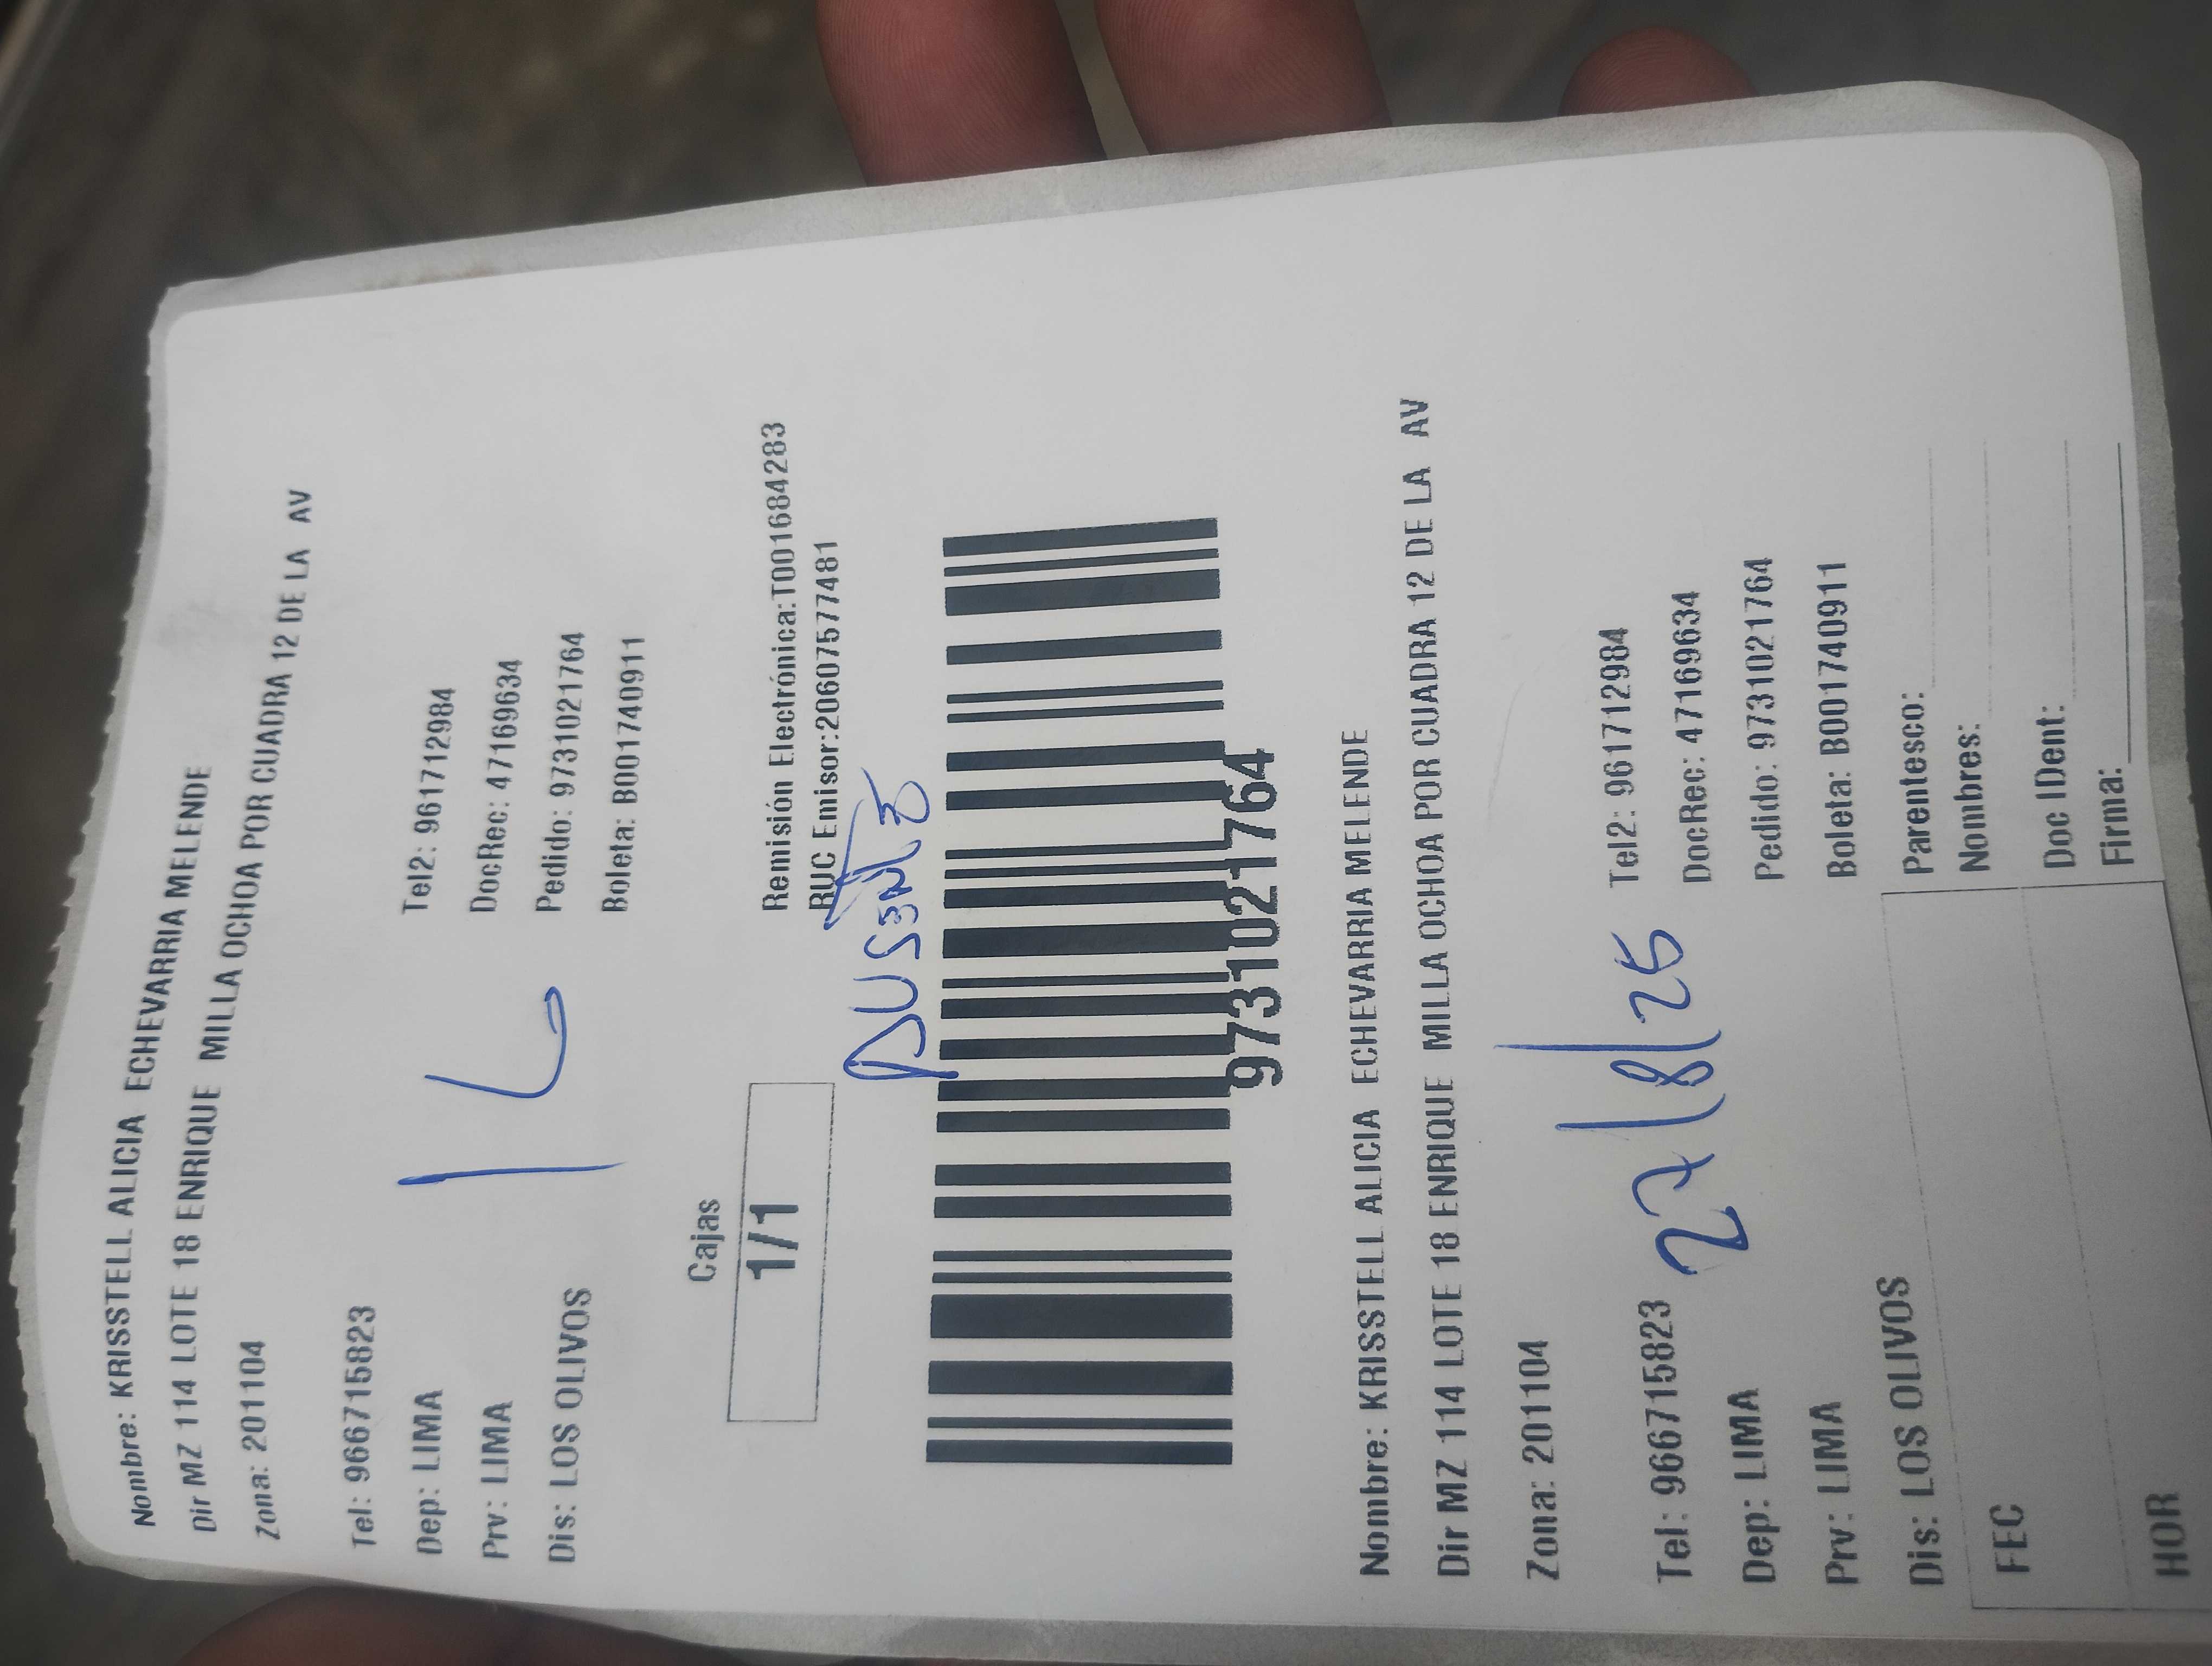 Nombre: KRISSTELL ALICIA ECHEVARRIA MELENDE
Dir MZ 114 LOTE 18 ENRIQUE MILLA OCHOA POR CUADRA 12 DE LA AV
Zona: 201104
Tel: 966715823 Tel2: 961712984
Dep: LIMA DocRec: 47169634
Prv: LIMA Pedido: 9731021764
Dis: LOS OLIVOS Boleta: B001740911
Cajas
1/1
Remisión Electrónica:T001684283
RUC Emisor:20607577481
AUSENTE
9731021764
Nombre: KRISSTELL ALICIA ECHEVARRIA MELENDE
Dir MZ 114 LOTE 18 ENRIQUE MILLA OCHOA POR CUADRA 12 DE LA AV
Zona: 201104
27/8/25
Tel: 966715823 Tel2: 961712984
Dep: LIMA DocRec: 47169634
Prv: LIMA Pedido: 9731021764
Dis: LOS OLIVOS Boleta: B001740911
FEC
HOR
Parentesco:
Nombres:
Doc IDent:
Firma: